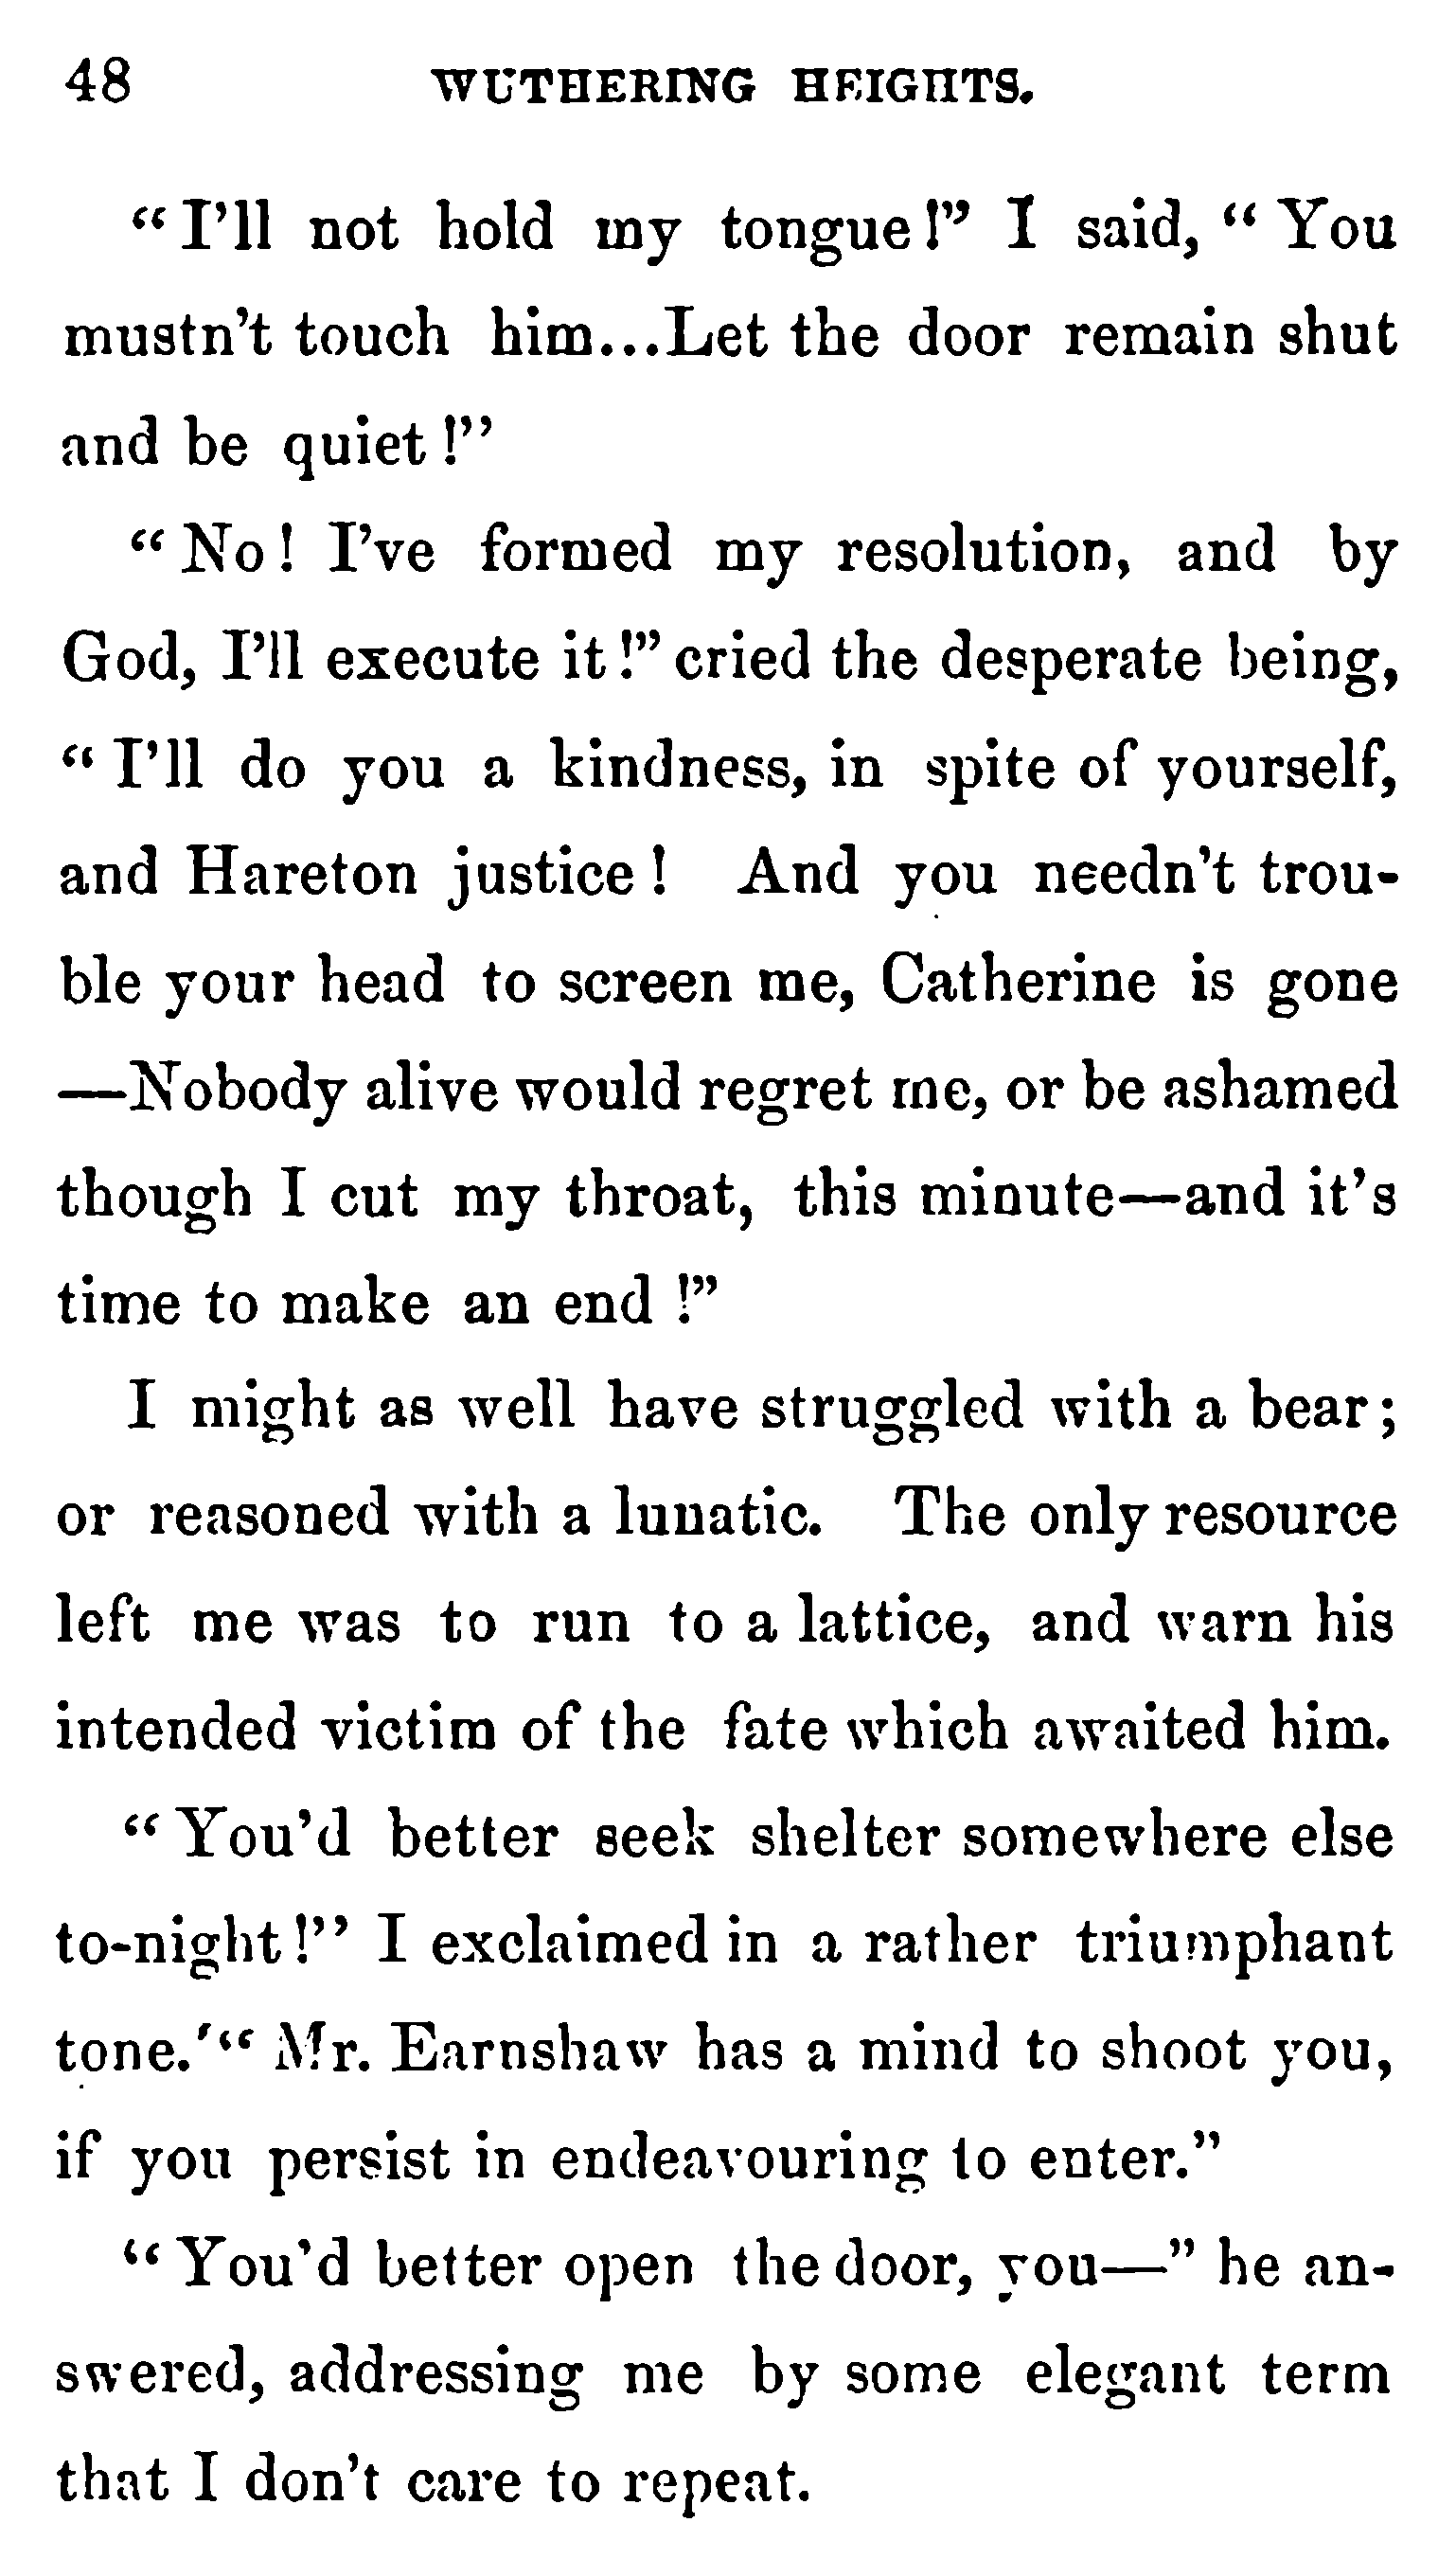 48 WUTHERING HEIGHTS.
“I’ll not hold my tongue!” I said, “You
mustn’t touch him...Let the door remain shut
and be quiet!”
“No! I’ve formed my resolution, and by
God, I’ll execute it!” cried the desperate being,
“I’ll do you a kindness, in spite of yourself,
and Hareton justice! And you needn’t trou-
ble your head to screen me, Catherine is gone
—Nobody alive would regret me, or be ashamed
though I cut my throat, this minute—and it’s
time to make an end!”
I might as well have struggled with a bear;
or reasoned with a lunatic. The only resource
left me was to run to a lattice, and warn his
intended victim of the fate which awaited him.
“You’d better seek shelter somewhere else
to-night!” I exclaimed in a rather triumphant
tone.'“ Mr. Earnshaw has a mind to shoot you,
if you persist in endeavouring to enter.”
“You’d better open the door, you—” he an-
swered, addressing me by some elegant term
that I don’t care to repeat.